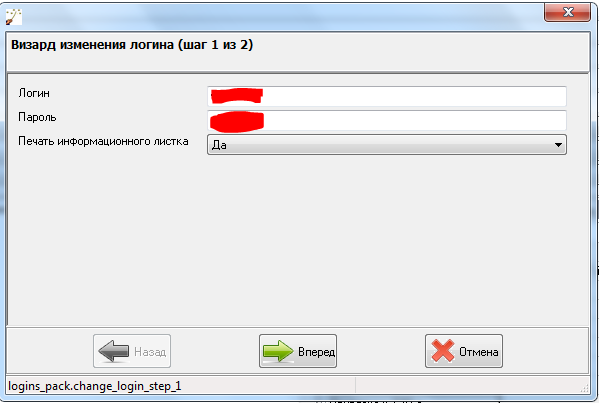 Визард изменения логина (шаг 1 из 2)
Логин
Пароль
Печать информационного листка
Да
Назад
Вперед
Отмена
logins_pack.change_login_step_1